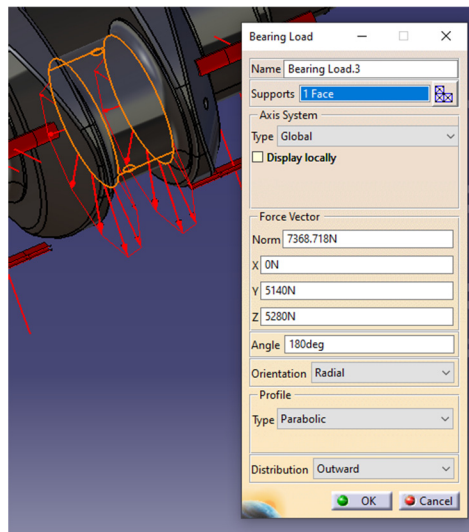 Bearing Load
Name Bearing Load.3
Supports 1 Face
Axis System
Type Global
Display locally
Force Vector
Norm 7368.718N
X 0N
Y 5140N
Z 5280N
Angle 180deg
Orientation Radial
Profile
Type Parabolic
Distribution Outward
OK Cancel